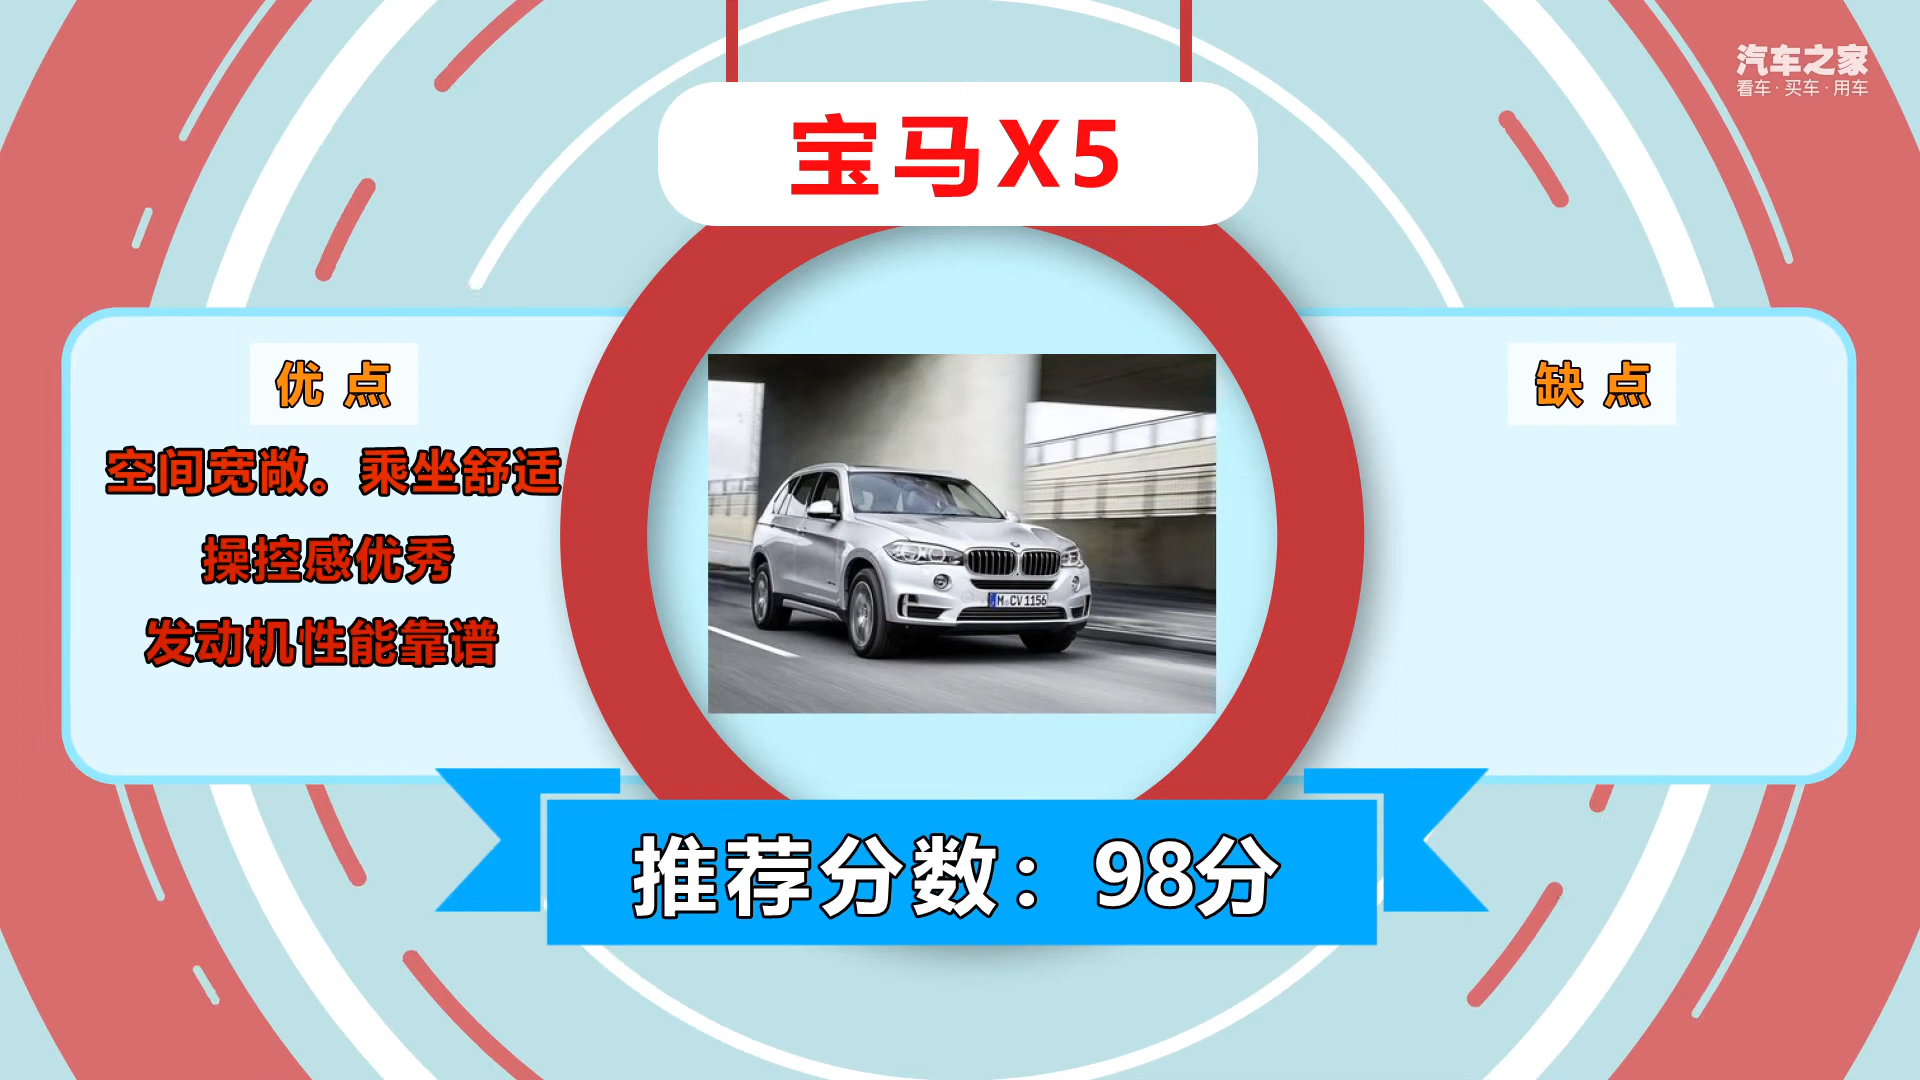 汽车之家
看车·买车·用车
宝马X5
优点
空间宽敞。乘坐舒适
操控感优秀
发动机性能靠谱
缺点
M·CV 1156
推荐分数：98分